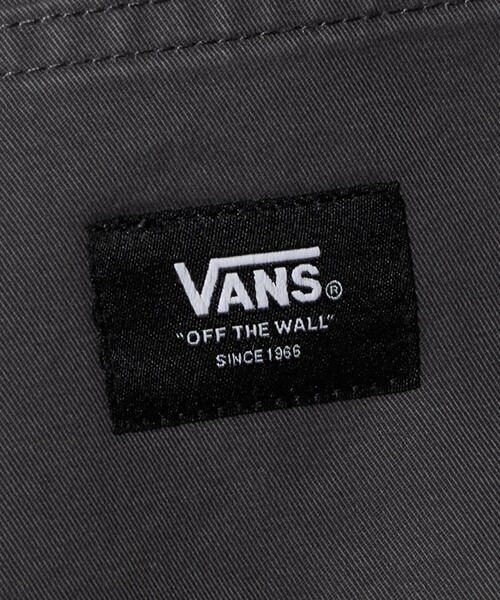 VANS®
"OFF THE WALL"
SINCE 1966